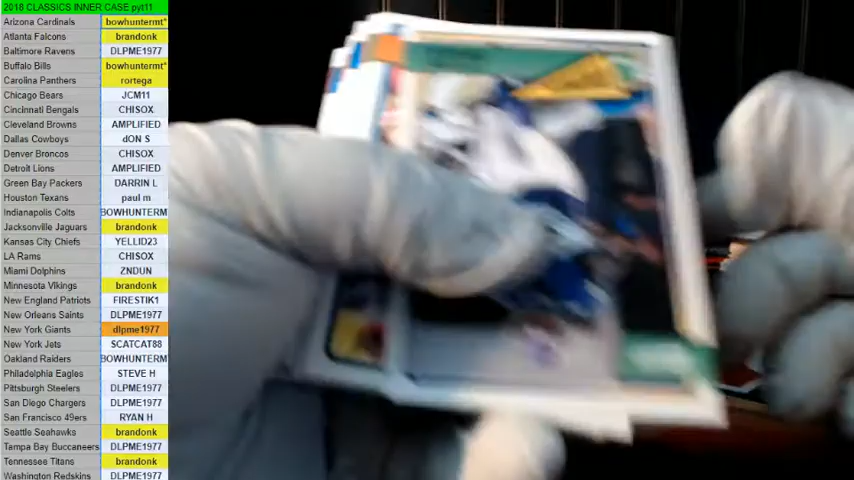 2018 CLASSICS INNER CASE pyt11
Arizona Cardinals bowhuntermt*
Atlanta Falcons brandonk
Baltimore Ravens DLPME1977
Buffalo Bills bowhuntermt*
Carolina Panthers rortega
Chicago Bears JCM11
Cincinnati Bengals CHISOX
Cleveland Browns AMPLIFIED
Dallas Cowboys dON S
Denver Broncos CHISOX
Detroit Lions AMPLIFIED
Green Bay Packers DARRIN L
Houston Texans paul m
Indianapolis Colts BOWHUNTERM
Jacksonville Jaguars brandonk
Kansas City Chiefs YELLID23
LA Rams CHISOX
Miami Dolphins ZNDUN
Minnesota Vikings brandonk
New England Patriots FIRESTIK1
New Orleans Saints DLPME1977
New York Giants dlpme1977
New York Jets SCATCAT88
Oakland Raiders BOWHUNTERM
Philadelphia Eagles STEVE H
Pittsburgh Steelers DLPME1977
San Diego Chargers DLPME1977
San Francisco 49ers RYAN H
Seattle Seahawks brandonk
Tampa Bay Buccaneers DLPME1977
Tennessee Titans brandonk
Washington Redskins DLPME1977